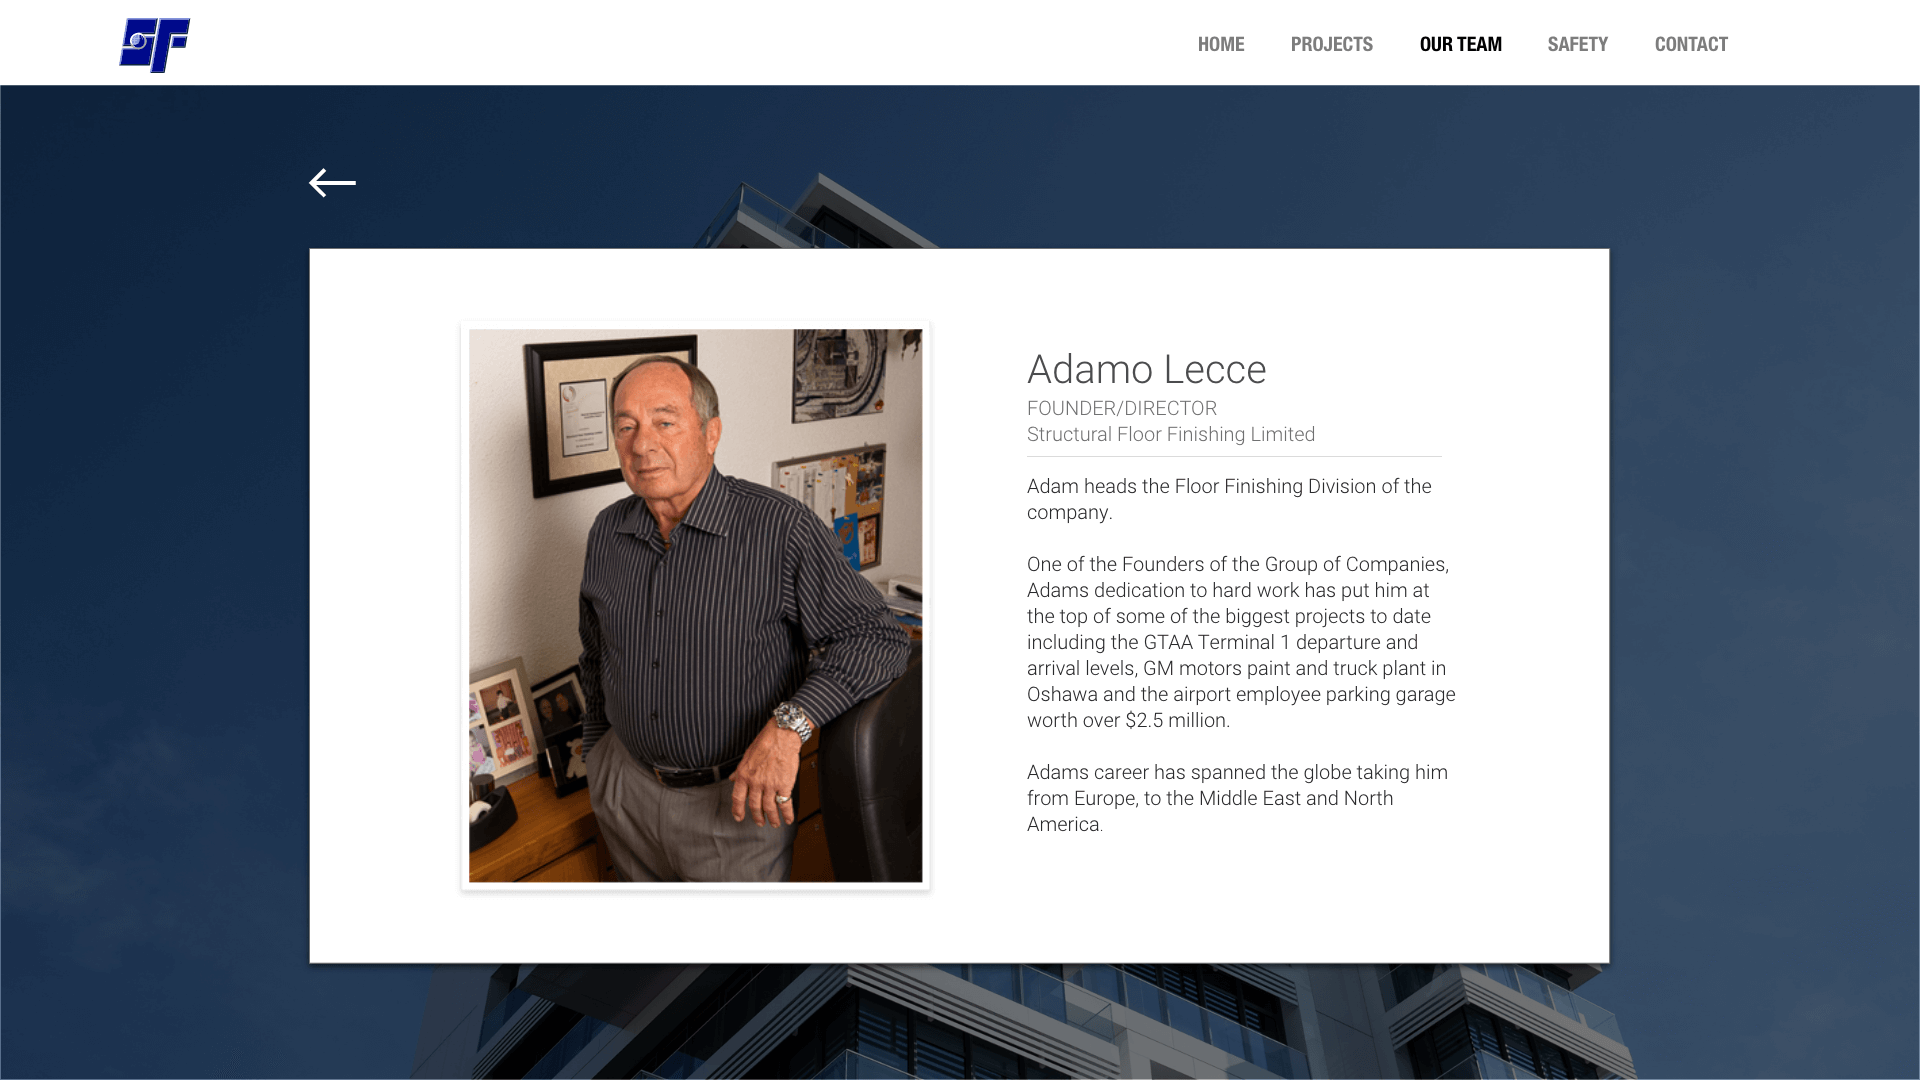 SF
HOME
PROJECTS
OUR TEAM
SAFETY
CONTACT
Adamo Lecce
FOUNDER/DIRECTOR
Structural Floor Finishing Limited
Adam heads the Floor Finishing Division of the
company.
One of the Founders of the Group of Companies,
Adams dedication to hard work has put him at
the top of some of the biggest projects to date
including the GTAA Terminal 1 departure and
arrival levels, GM motors paint and truck plant in
Oshawa and the airport employee parking garage
worth over $2.5 million.
Adams career has spanned the globe taking him
from Europe, to the Middle East and North
America.